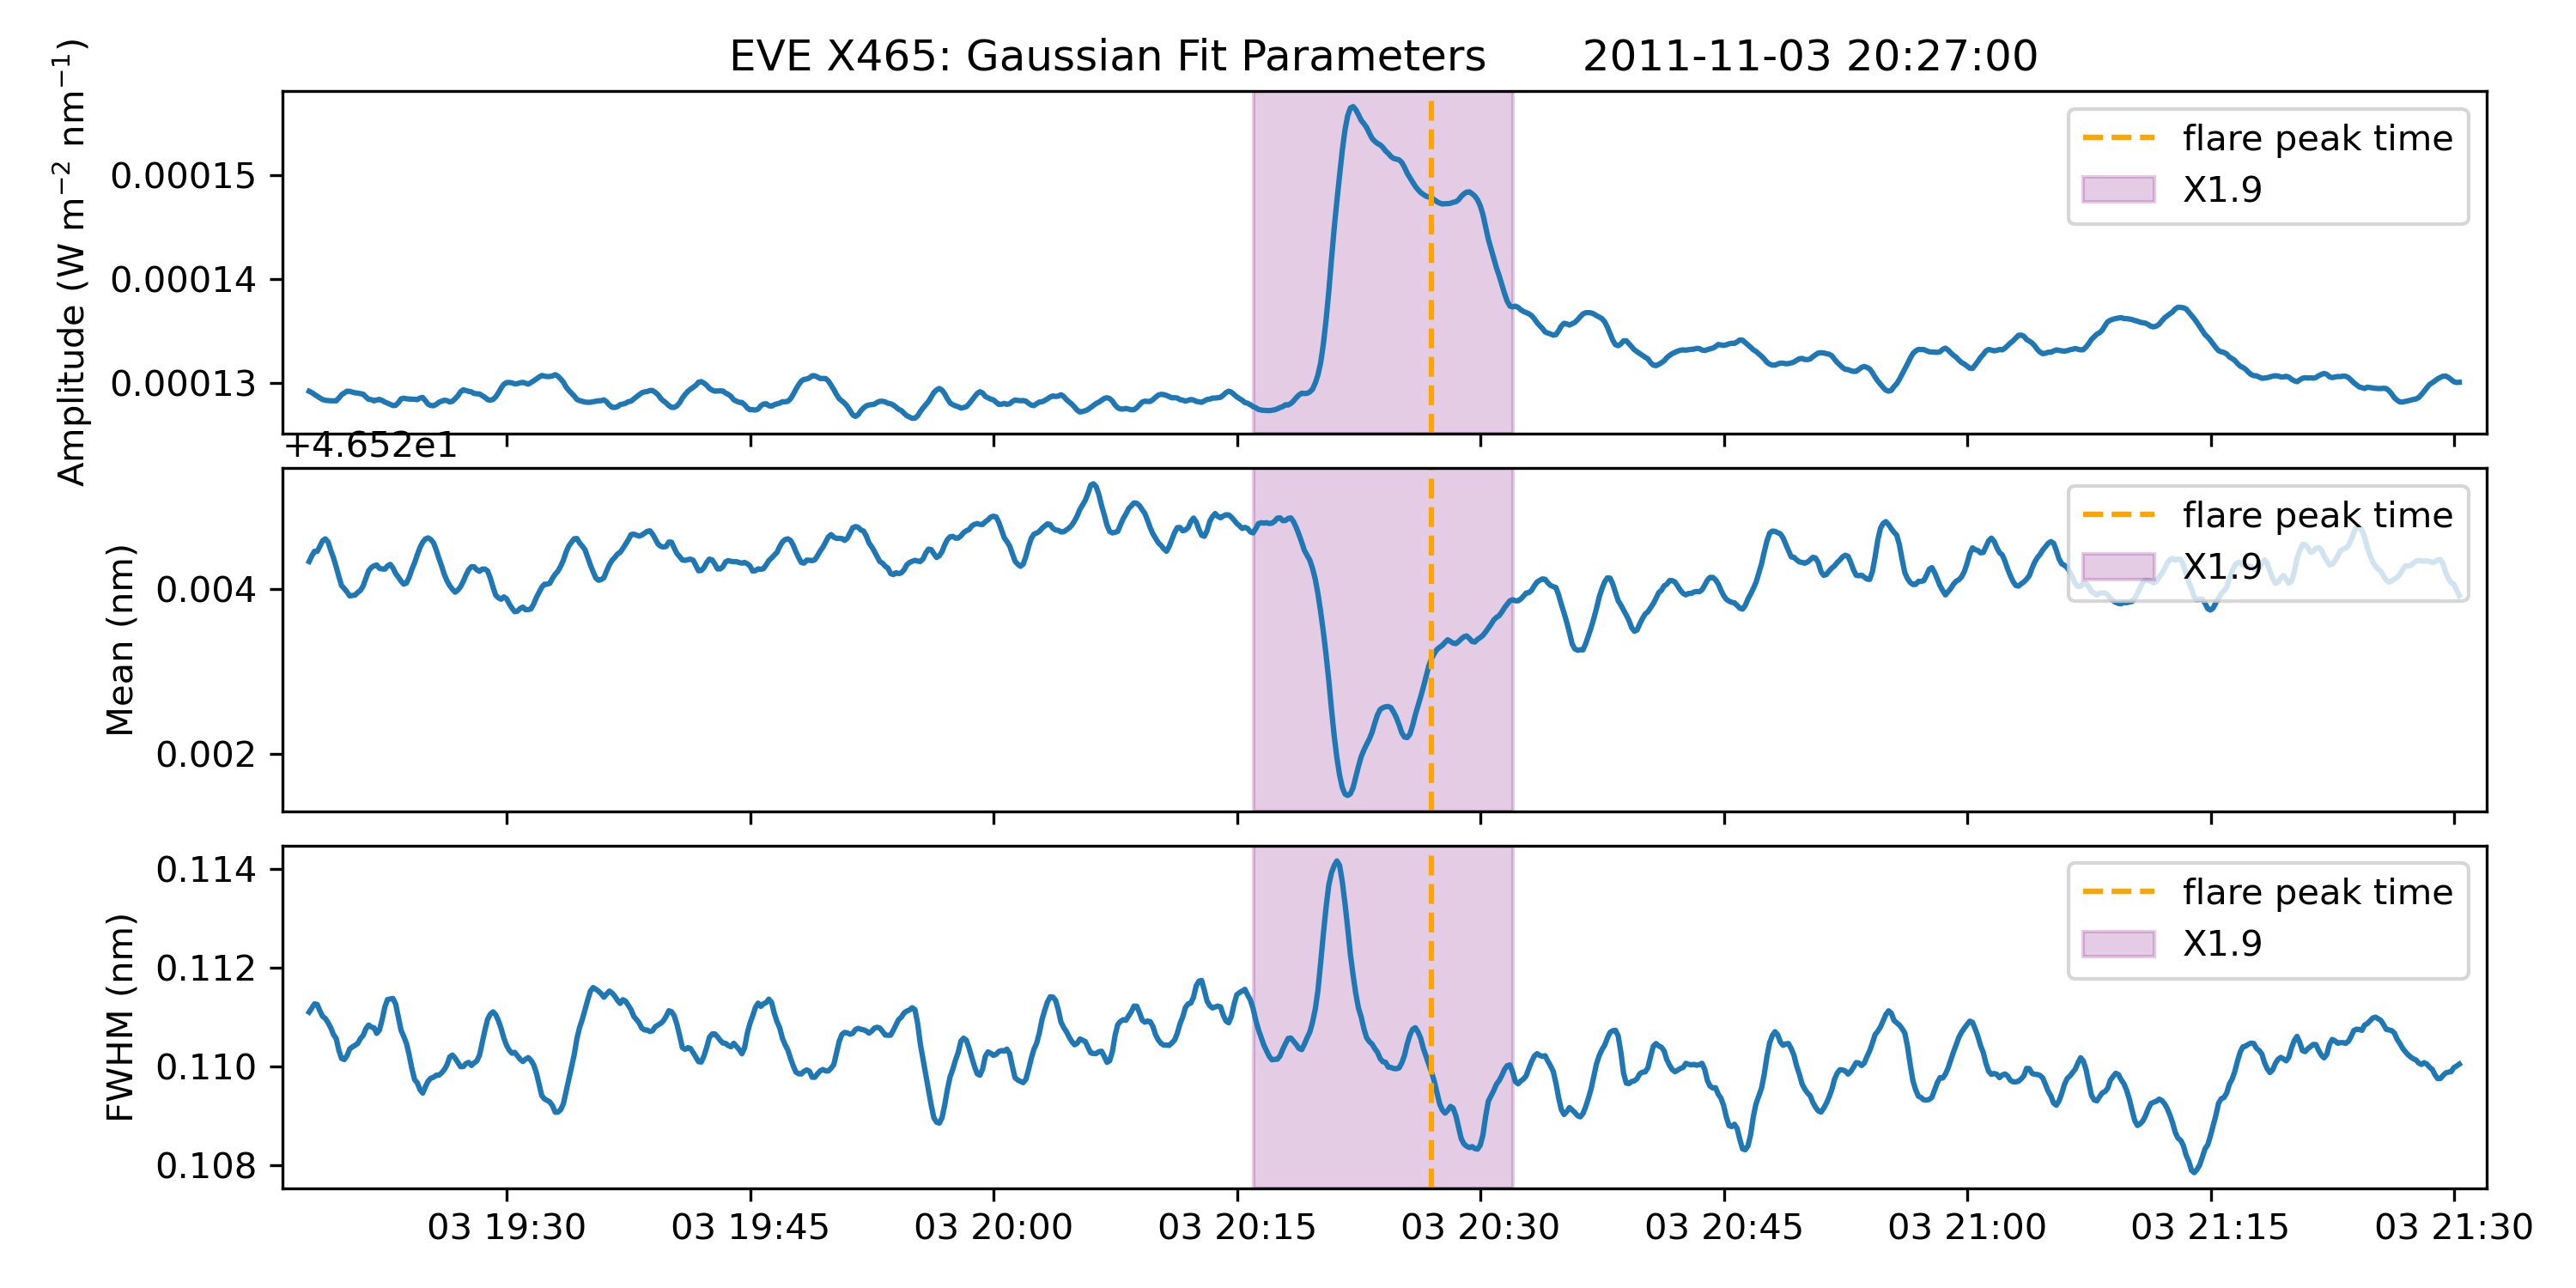 EVE X465: Gaussian Fit Parameters 2011-11-03 20:27:00
Amplitude (W m⁻² nm⁻¹)
0.00015
0.00014
0.00013
flare peak time
X1.9
+4.652e1
Mean (nm)
0.004
0.002
flare peak time
X1.9
FWHM (nm)
0.114
0.112
0.110
0.108
flare peak time
X1.9
03 19:30 03 19:45 03 20:00 03 20:15 03 20:30 03 20:45 03 21:00 03 21:15 03 21:30